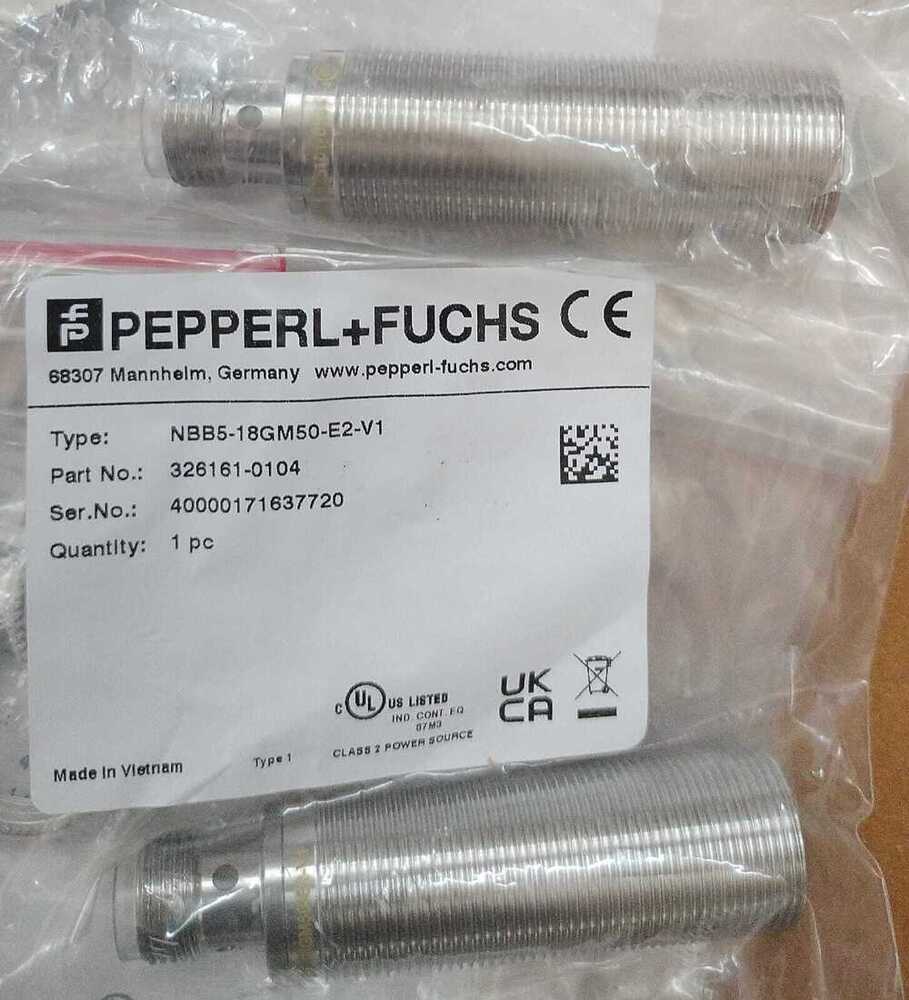 PEPPERL+FUCHS CE
68307 Mannheim, Germany www.pepperl-fuchs.com
Type: NBB5-18GM50-E2-V1
Part No.: 326161-0104
Ser.No.: 40000171637720
Quantity: 1 pc
C UL US LISTED
IND. CONT. EQ
87M3
CLASS 2 POWER SOURCE
UK
CA
Made in Vietnam
Type 1